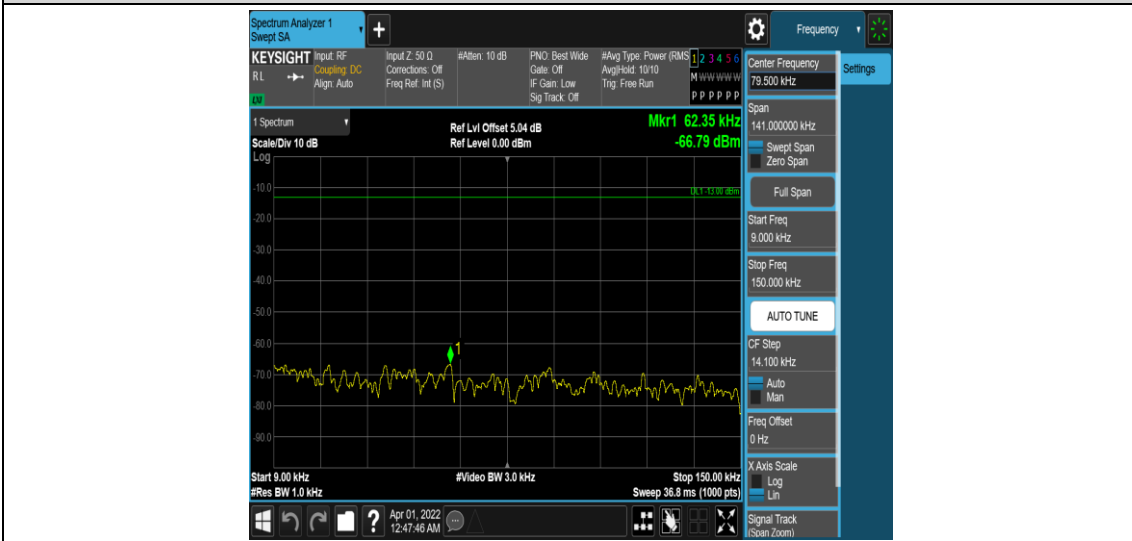 Spectrum Analyzer 1
Swept SA
+
Frequency
KEYSIGHT
RL
LXI
Input: RF
Coupling: DC
Align: Auto
Input Z: 50 Ω
Corrections: Off
Freq Ref: Int (S)
#Atten: 10 dB
PNO: Best Wide
Gate: Off
IF Gain: Low
Sig Track: Off
#Avg Type: Power (RMS
Avg|Hold: 10/10
Trig: Free Run
1 2 3 4 5 6
M W W W W W
P P P P P P
Center Frequency
79.500 kHz
Settings
Span
141.000000 kHz
Swept Span
Zero Span
Full Span
Start Freq
9.000 kHz
Stop Freq
150.000 kHz
AUTO TUNE
CF Step
14.100 kHz
Auto
Man
Freq Offset
0 Hz
X Axis Scale
Log
Lin
Signal Track
(Span Zoom)
1 Spectrum
Scale/Div 10 dB
Log
Ref Lvl Offset 5.04 dB
Ref Level 0.00 dBm
Mkr1 62.35 kHz
-66.79 dBm
DL1 -13.00 dBm
-10.0
-20.0
-30.0
-40.0
-50.0
-60.0
-70.0
-80.0
-90.0
1
Start 9.00 kHz
#Res BW 1.0 kHz
#Video BW 3.0 kHz
Stop 150.00 kHz
Sweep 36.8 ms (1000 pts)
?
Apr 01, 2022
12:47:46 AM